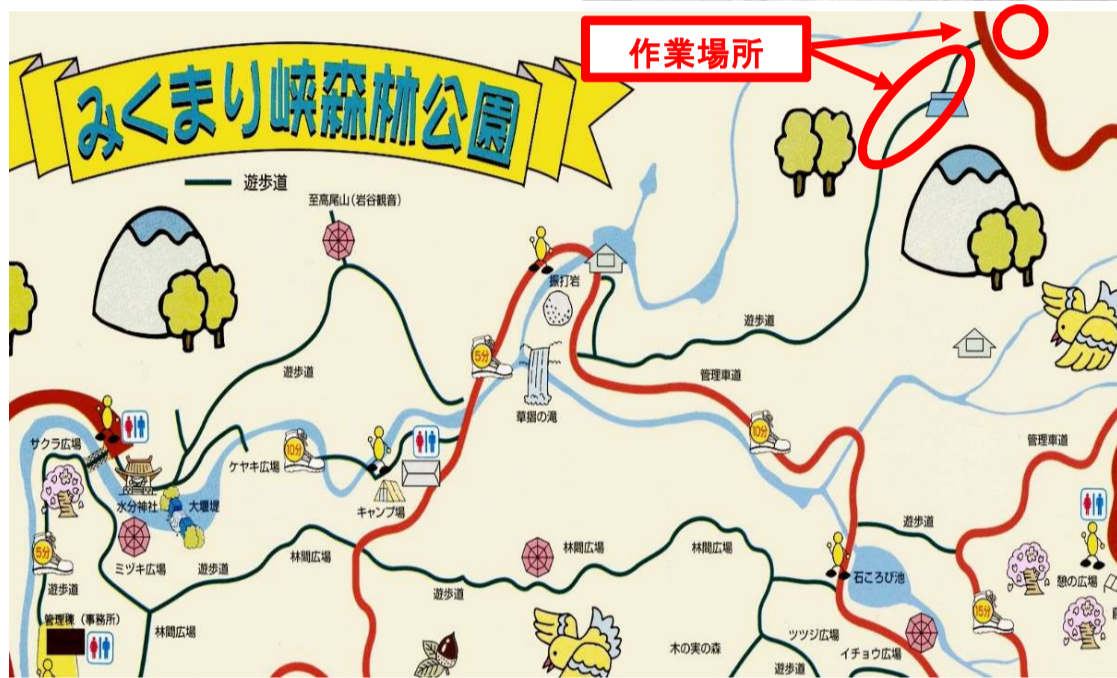 作業場所
みくまり峡森林公園
遊歩道
至高尾山(岩谷観音)
振打岩
5分
遊歩道
遊歩道
草摺の滝
管理車道
10分
サクラ広場
ケヤキ広場
10分
管理車道
水分神社
大堰堤
キャンプ場
遊歩道
5分
ミヅキ広場
遊歩道
林間広場
林間広場
林間広場
石ころび池
憩の広場
遊歩道
遊歩道
管理棟(事務所)
林間広場
15分
ツツジ広場
木の実の森
イチョウ広場
遊歩道